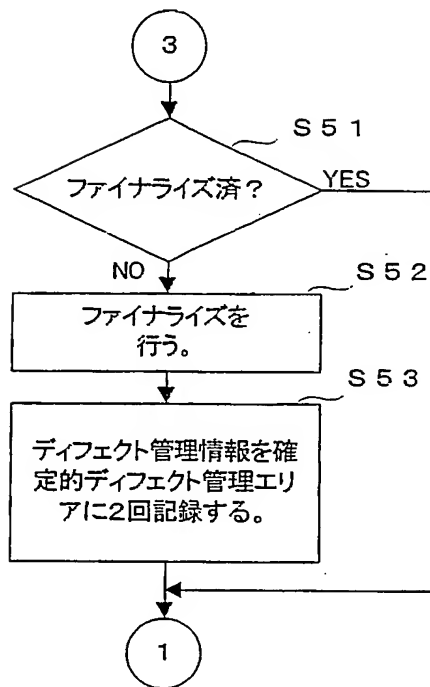 3
S51
ファイナライズ済?
YES
NO
S52
ファイナライズを
行う。
S53
ディフェクト管理情報を確
定的ディフェクト管理エリ
アに2回記録する。
1